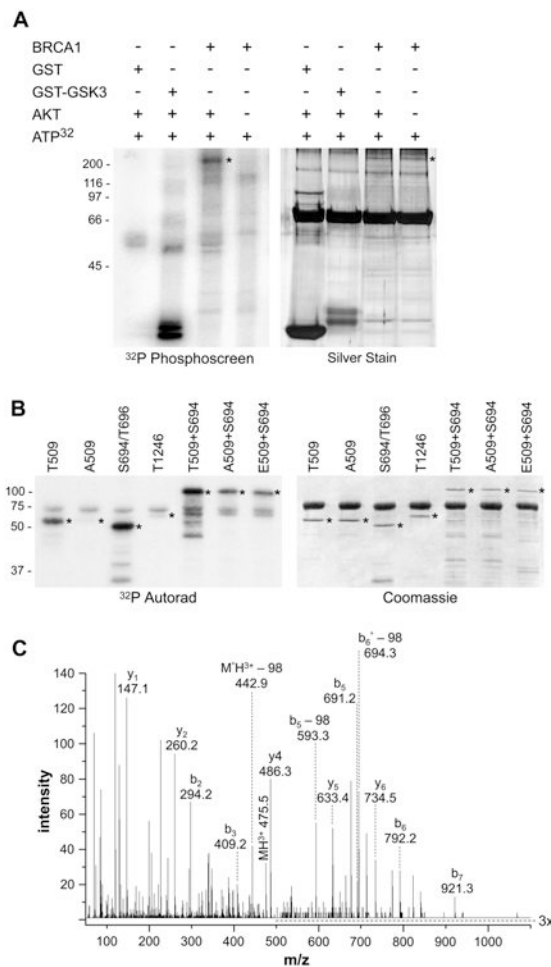 A
BRCA1 - - + + - - + +
GST + - - - + - - -
GST-GSK3 - + - - - + - -
AKT + + + - + + + -
ATP32 + + + + + + + +
200 -
116 -
97 -
66 -
45 -
*
*
32P Phosphoscreen
Silver Stain
B
T509 A509 S694/T696 T1246 T509+S694 A509+S694 E509+S694
T509 A509 S694/T696 T1246 T509+S694 A509+S694 E509+S694
100 -
75 -
50 -
37 -
* * * * * * *
* * * * * * *
32P Autorad
Coomassie
C
intensity
140
120
100
80
60
40
20
y1
147.1
y2
260.2
b2
294.2
b3
409.2
M-H3+ – 98
442.9
MH3+ 475.5
y4
486.3
b5 – 98
593.3
y5
633.4
b5
691.2
b6+ – 98
694.3
y6
734.5
b6
792.2
b7
921.3
3x
100 200 300 400 500 600 700 800 900 1000
m/z